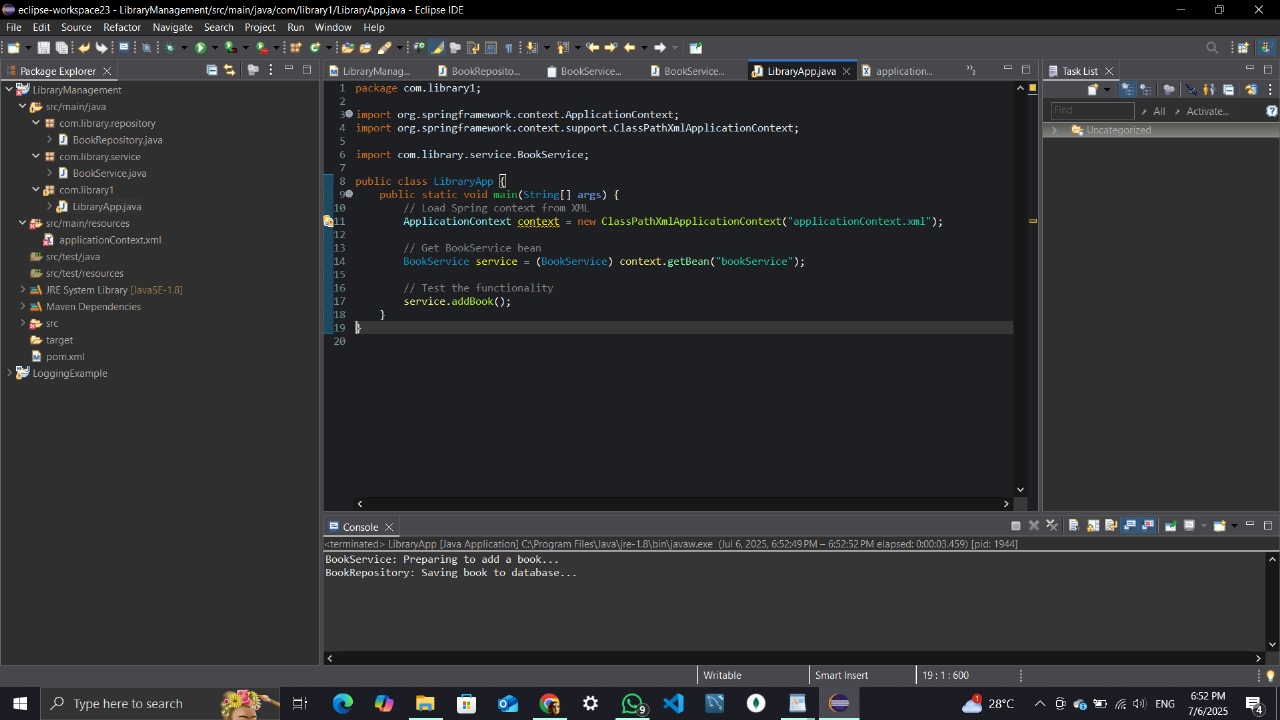 eclipse-workspace23 - LibraryManagement/src/main/java/com/library1/LibraryApp.java - Eclipse IDE
File Edit Source Refactor Navigate Search Project Run Window Help
Package Explorer
LibraryManag...
BookReposito...
BookService...
BookService...
LibraryApp.java
application...
Task List
LibraryManagement
src/main/java
com.library.repository
BookRepository.java
com.library.service
BookService.java
com.library1
LibraryApp.java
src/main/resources
applicationContext.xml
src/test/java
src/test/resources
JRE System Library [JavaSE-1.8]
Maven Dependencies
src
target
pom.xml
LoggingExample
1 package com.library1;
2
3 import org.springframework.context.ApplicationContext;
4 import org.springframework.context.support.ClassPathXmlApplicationContext;
5
6 import com.library.service.BookService;
7
8 public class LibraryApp {
9 public static void main(String[] args) {
10 // Load Spring context from XML
11 ApplicationContext context = new ClassPathXmlApplicationContext("applicationContext.xml");
12
13 // Get BookService bean
14 BookService service = (BookService) context.getBean("bookService");
15
16 // Test the functionality
17 service.addBook();
18 }
19 }
20
Find
All
Activate...
Uncategorized
Console
<terminated> LibraryApp [Java Application] C:\Program Files\Java\jre-1.8\bin\javaw.exe (Jul 6, 2025, 6:52:49 PM – 6:52:52 PM elapsed: 0:00:03.459) [pid: 1944]
BookService: Preparing to add a book...
BookRepository: Saving book to database...
Writable
Smart Insert
19 : 1 : 600
Type here to search
9
1
28°C
ENG
6:52 PM
7/6/2025
4